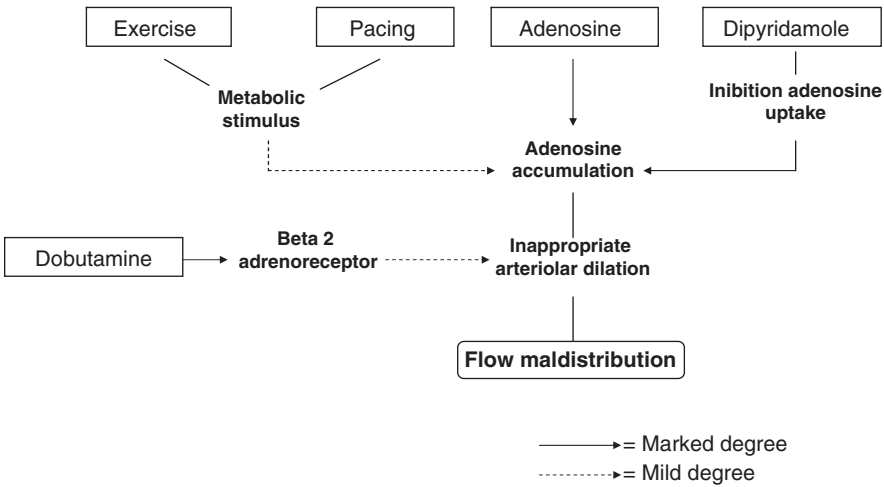 Exercise
Pacing
Adenosine
Dipyridamole
Metabolic
stimulus
Inibition adenosine
uptake
Adenosine
accumulation
Dobutamine
Beta 2
adrenoreceptor
Inappropriate
arteriolar dilation
Flow maldistribution
= Marked degree
= Mild degree